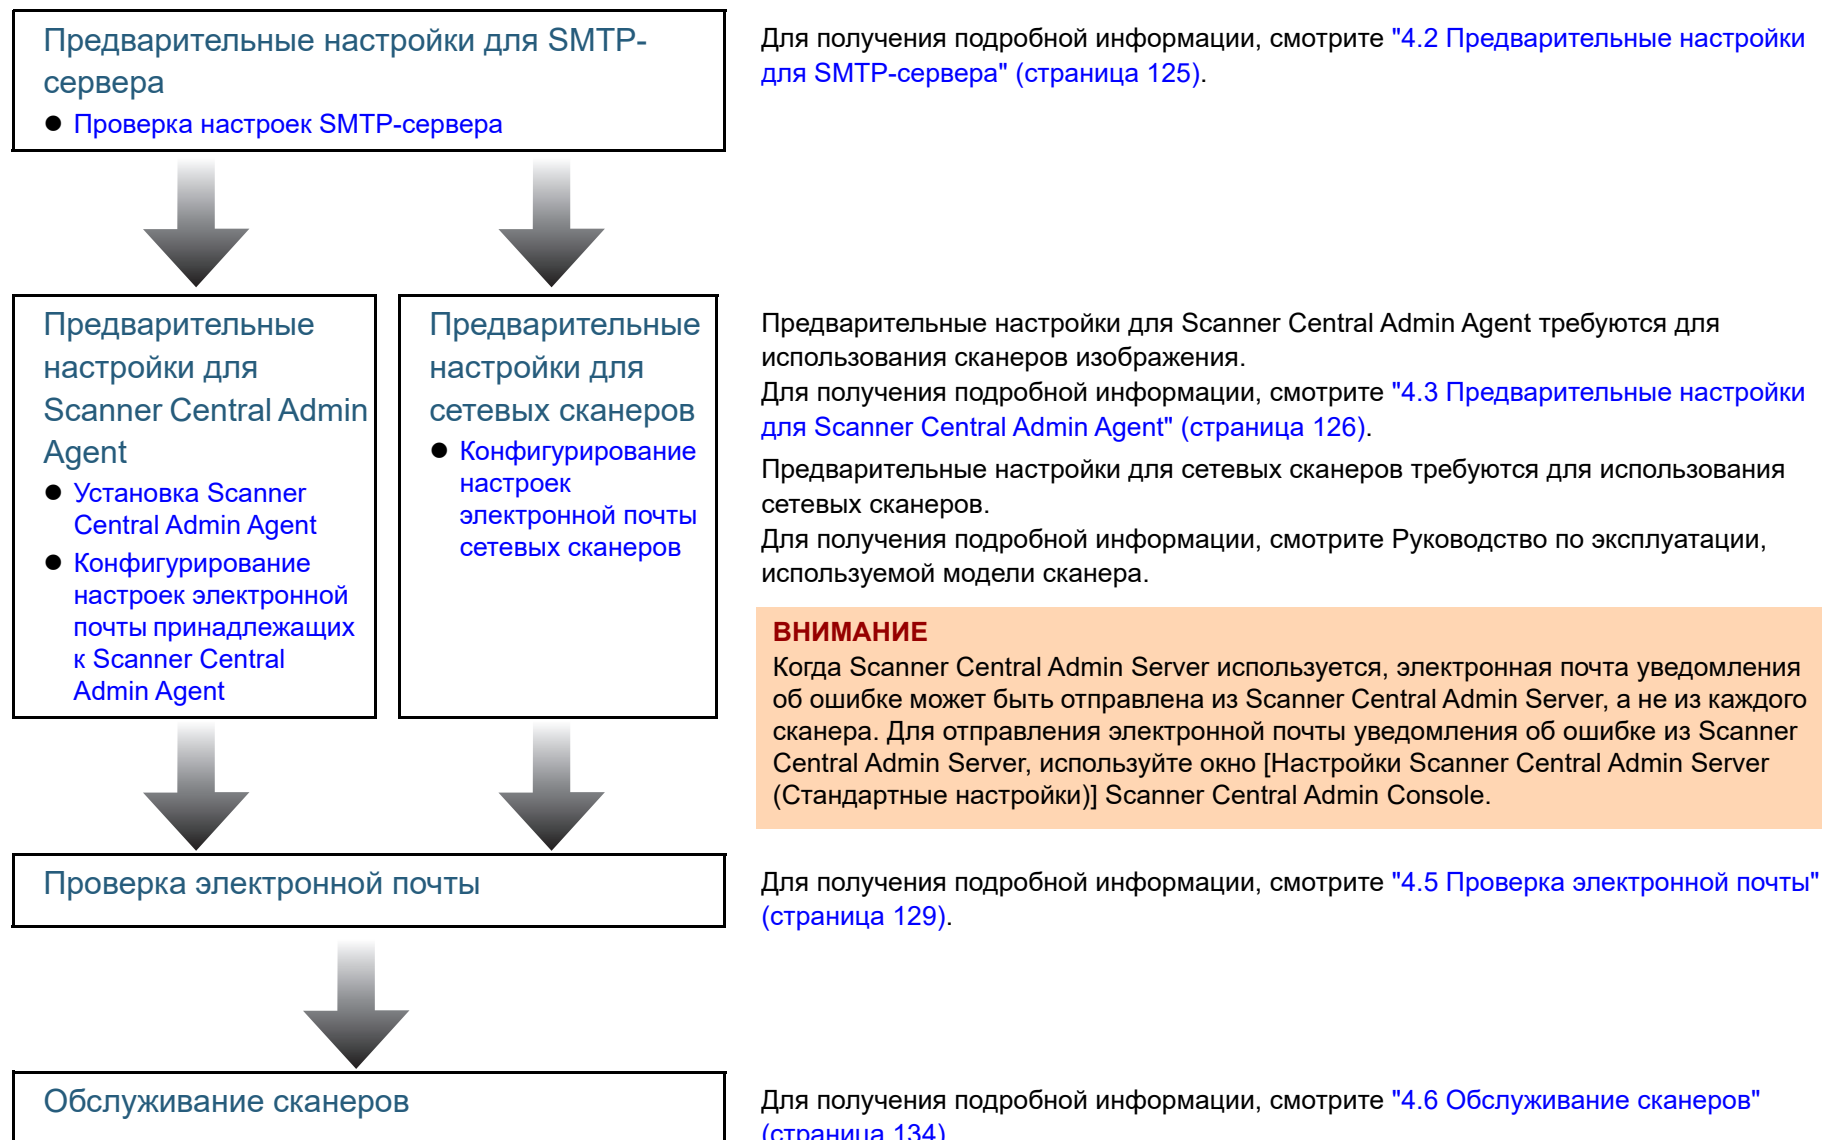 Предварительные настройки для SMTP-
сервера
● Проверка настроек SMTP-сервера
Для получения подробной информации, смотрите "4.2 Предварительные настройки
для SMTP-сервера" (страница 125).
Предварительные
настройки для
Scanner Central Admin
Agent
● Установка Scanner
Central Admin Agent
● Конфигурирование
настроек электронной
почты принадлежащих
к Scanner Central
Admin Agent
Предварительные
настройки для
сетевых сканеров
● Конфигурирование
настроек
электронной почты
сетевых сканеров
Предварительные настройки для Scanner Central Admin Agent требуются для
использования сканеров изображения.
Для получения подробной информации, смотрите "4.3 Предварительные настройки
для Scanner Central Admin Agent" (страница 126).
Предварительные настройки для сетевых сканеров требуются для использования
сетевых сканеров.
Для получения подробной информации, смотрите Руководство по эксплуатации,
используемой модели сканера.
ВНИМАНИЕ
Когда Scanner Central Admin Server используется, электронная почта уведомления
об ошибке может быть отправлена из Scanner Central Admin Server, а не из каждого
сканера. Для отправления электронной почты уведомления об ошибке из Scanner
Central Admin Server, используйте окно [Настройки Scanner Central Admin Server
(Стандартные настройки)] Scanner Central Admin Console.
Проверка электронной почты
Для получения подробной информации, смотрите "4.5 Проверка электронной почты"
(страница 129).
Обслуживание сканеров
Для получения подробной информации, смотрите "4.6 Обслуживание сканеров"
(страница 134)